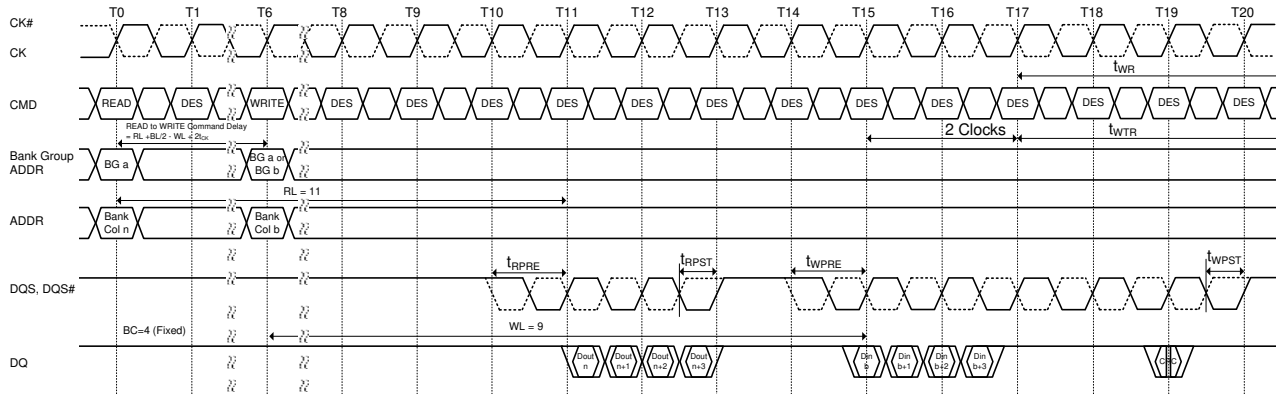 T0 T1 T6 T8 T9 T10 T11 T12 T13 T14 T15 T16 T17 T18 T19 T20
CK#
CK
tWR
CMD READ DES WRITE DES DES DES DES DES DES DES DES DES DES DES DES DES
READ to WRITE Command Delay
= RL +BL/2 - WL + 2tCK
2 Clocks
tWTR
Bank Group
ADDR
BG a
BG a or
BG b
RL = 11
ADDR
Bank
Col n
Bank
Col b
tRPRE
tRPST
tWPRE
tWPST
DQS, DQS#
BC=4 (Fixed)
WL = 9
DQ
Dout
n
Dout
n+1
Dout
n+2
Dout
n+3
Din
b
Din
b+1
Din
b+2
Din
b+3
CRC